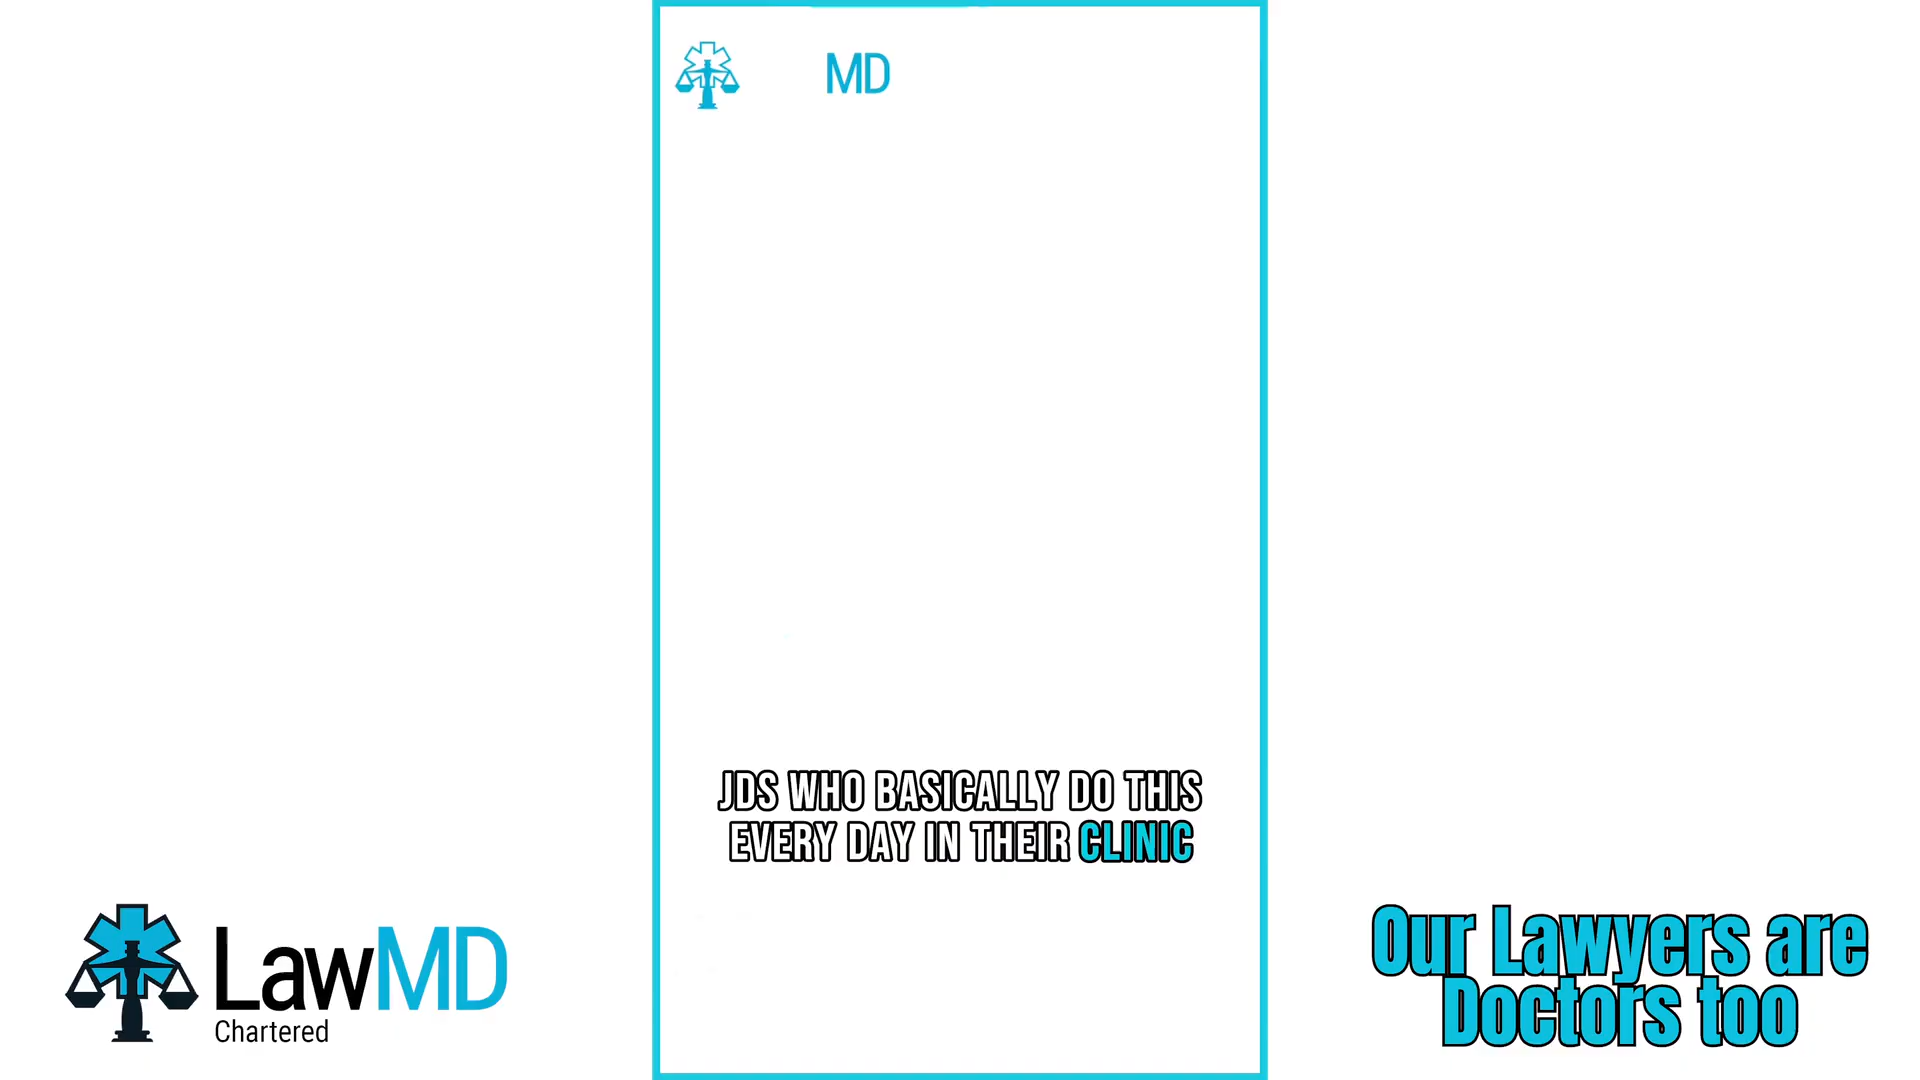 MD
JDS WHO BASICALLY DO THIS
EVERY DAY IN THEIR CLINIC
LawMD
Chartered
Our Lawyers are
Doctors too